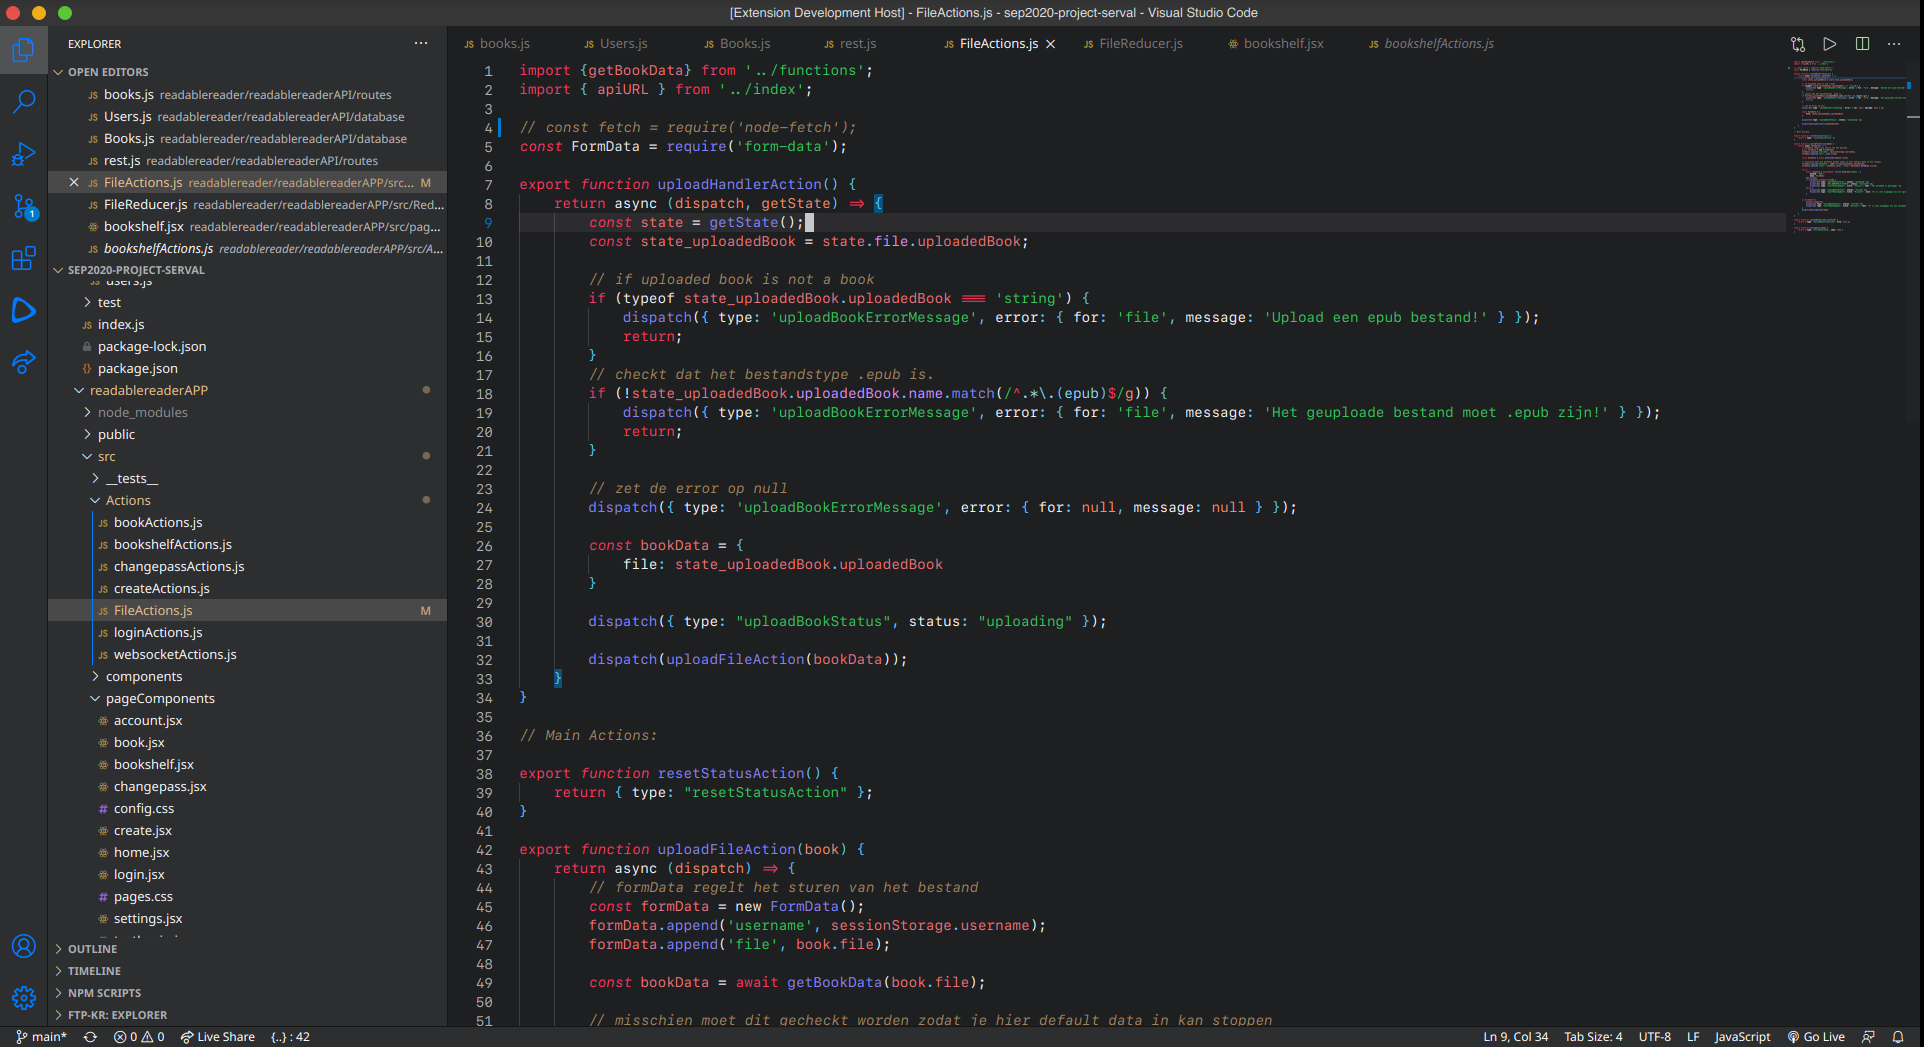 [Extension Development Host] - FileActions.js - sep2020-project-serval - Visual Studio Code
EXPLORER
OPEN EDITORS
books.js readablereader/readablereaderAPI/routes
Users.js readablereader/readablereaderAPI/database
Books.js readablereader/readablereaderAPI/database
rest.js readablereader/readablereaderAPI/routes
FileActions.js readablereader/readablereaderAPP/src... M
FileReducer.js readablereader/readablereaderAPP/src/Red...
bookshelf.jsx readablereader/readablereaderAPP/src/pag...
bookshelfActions.js readablereader/readablereaderAPP/src/A...
SEP2020-PROJECT-SERVAL
users.js
test
index.js
package-lock.json
package.json
readablereaderAPP
node_modules
public
src
__tests__
Actions
bookActions.js
bookshelfActions.js
changepassActions.js
createActions.js
FileActions.js M
loginActions.js
websocketActions.js
components
pageComponents
account.jsx
book.jsx
bookshelf.jsx
changepass.jsx
config.css
create.jsx
home.jsx
login.jsx
pages.css
settings.jsx
OUTLINE
TIMELINE
NPM SCRIPTS
FTP-KR: EXPLORER
books.js Users.js Books.js rest.js FileActions.js FileReducer.js bookshelf.jsx bookshelfActions.js
1 import {getBookData} from '../functions';
2 import { apiURL } from '../index';
3
4 // const fetch = require('node-fetch');
5 const FormData = require('form-data');
6
7 export function uploadHandlerAction() {
8 return async (dispatch, getState) => {
9 const state = getState();
10 const state_uploadedBook = state.file.uploadedBook;
11
12 // if uploaded book is not a book
13 if (typeof state_uploadedBook.uploadedBook === 'string') {
14 dispatch({ type: 'uploadBookErrorMessage', error: { for: 'file', message: 'Upload een epub bestand!' } });
15 return;
16 }
17 // checkt dat het bestandstype .epub is.
18 if (!state_uploadedBook.uploadedBook.name.match(/^.*\.(epub)$/g)) {
19 dispatch({ type: 'uploadBookErrorMessage', error: { for: 'file', message: 'Het geuploade bestand moet .epub zijn!' } });
20 return;
21 }
22
23 // zet de error op null
24 dispatch({ type: 'uploadBookErrorMessage', error: { for: null, message: null } });
25
26 const bookData = {
27 file: state_uploadedBook.uploadedBook
28 }
29
30 dispatch({ type: "uploadBookStatus", status: "uploading" });
31
32 dispatch(uploadFileAction(bookData));
33 }
34 }
35
36 // Main Actions:
37
38 export function resetStatusAction() {
39 return { type: "resetStatusAction" };
40 }
41
42 export function uploadFileAction(book) {
43 return async (dispatch) => {
44 // formData regelt het sturen van het bestand
45 const formData = new FormData();
46 formData.append('username', sessionStorage.username);
47 formData.append('file', book.file);
48
49 const bookData = await getBookData(book.file);
50
51 // misschien moet dit gecheckt worden zodat je hier default data in kan stoppen
main* 0 0 Live Share {..} : 42 Ln 9, Col 34 Tab Size: 4 UTF-8 LF JavaScript Go Live